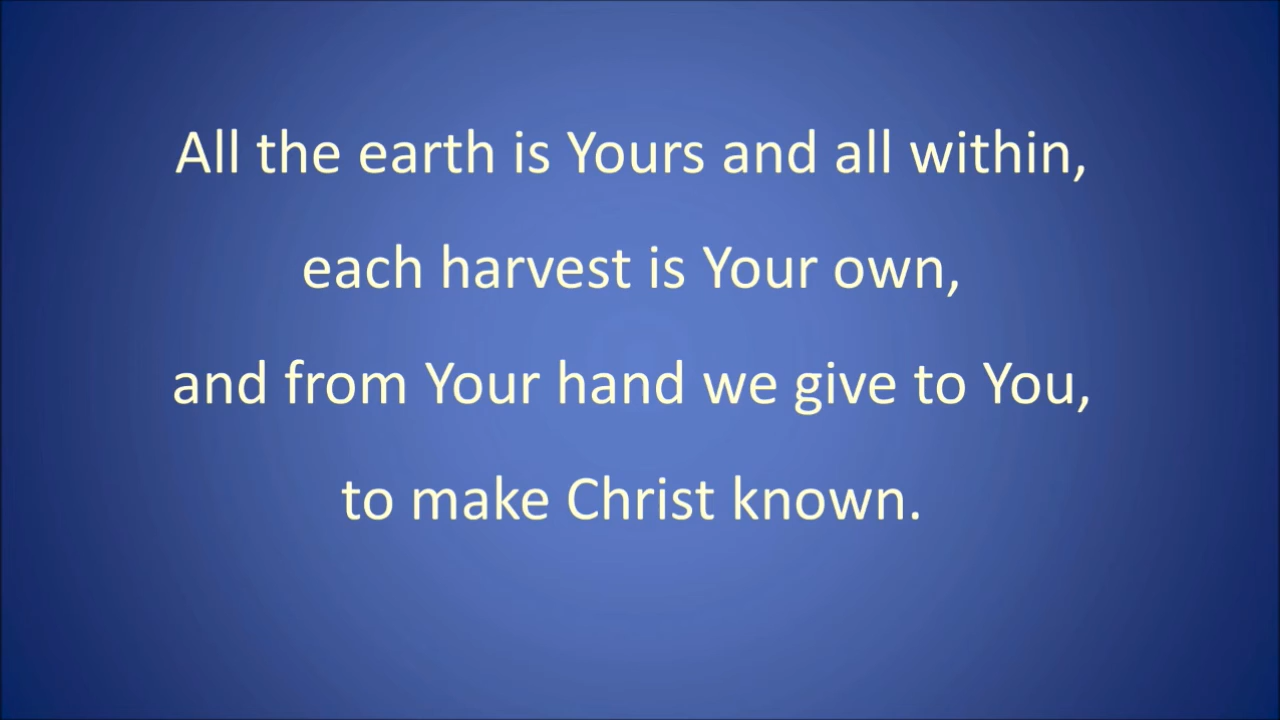 All the earth is Yours and all within,
each harvest is Your own,
and from Your hand we give to You,
to make Christ known.